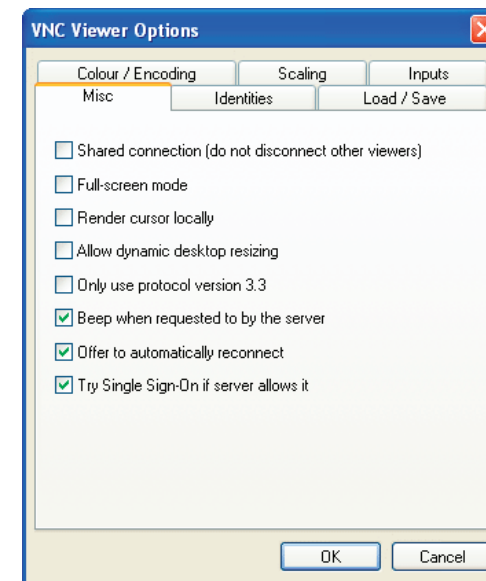 VNC Viewer Options
Colour / Encoding Scaling Inputs
Misc Identities Load / Save
Shared connection (do not disconnect other viewers)
Full-screen mode
Render cursor locally
Allow dynamic desktop resizing
Only use protocol version 3.3
Beep when requested to by the server
Offer to automatically reconnect
Try Single Sign-On if server allows it
OK Cancel